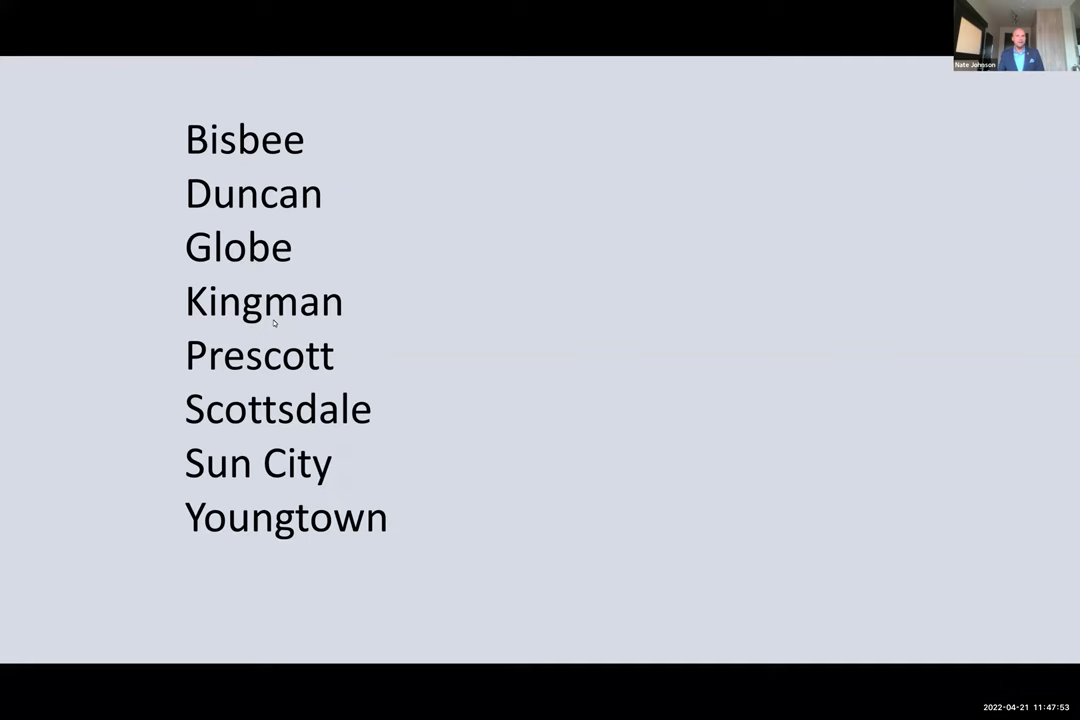 Nate Johnson
Bisbee
Duncan
Globe
Kingman
Prescott
Scottsdale
Sun City
Youngtown
2022-04-21 11:47:53